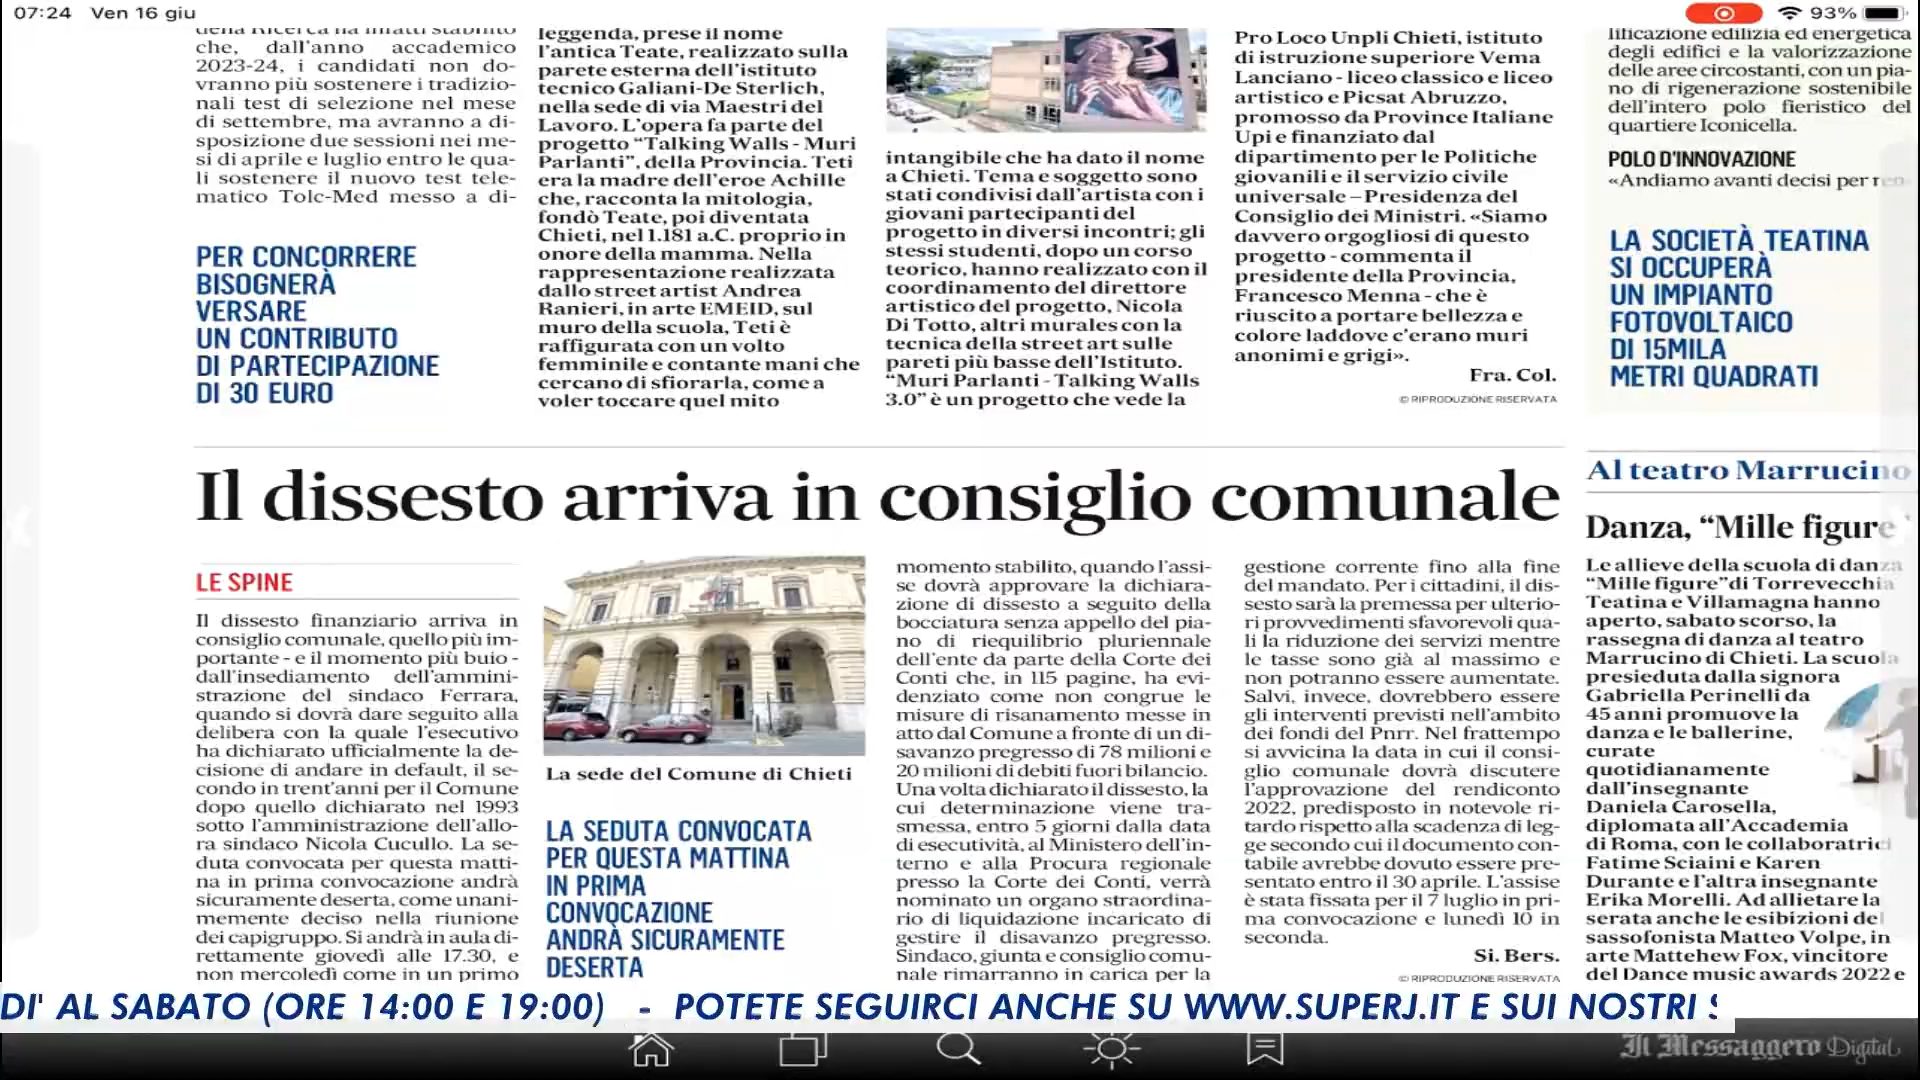 07:24 Ven 16 giu
93%
della Ricerca ha infatti stabilito
che, dall'anno accademico
2023-24, i candidati non do-
vranno più sostenere i tradizio-
nali test di selezione nel mese
di settembre, ma avranno a di-
sposizione due sessioni nei me-
si di aprile e luglio entro le qua-
li sostenere il nuovo test tele-
matico Tolc-Med messo a di-
PER CONCORRERE
BISOGNERÀ
VERSARE
UN CONTRIBUTO
DI PARTECIPAZIONE
DI 30 EURO
leggenda, prese il nome
l'antica Teate, realizzato sulla
parete esterna dell'istituto
tecnico Galiani-De Sterlich,
nella sede di via Maestri del
Lavoro. L'opera fa parte del
progetto “Talking Walls - Muri
Parlanti”, della Provincia. Teti
era la madre dell'eroe Achille
che, racconta la mitologia,
fondò Teate, poi diventata
Chieti, nel 1.181 a.C. proprio in
onore della mamma. Nella
rappresentazione realizzata
dallo street artist Andrea
Ranieri, in arte EMEID, sul
muro della scuola, Teti è
raffigurata con un volto
femminile e contante mani che
cercano di sfiorarla, come a
voler toccare quel mito
intangibile che ha dato il nome
a Chieti. Tema e soggetto sono
stati condivisi dall'artista con i
giovani partecipanti del
progetto in diversi incontri; gli
stessi studenti, dopo un corso
teorico, hanno realizzato con il
coordinamento del direttore
artistico del progetto, Nicola
Di Totto, altri murales con la
tecnica della street art sulle
pareti più basse dell'Istituto.
“Muri Parlanti - Talking Walls
3.0” è un progetto che vede la
Pro Loco Unpli Chieti, istituto
di istruzione superiore Vema
Lanciano - liceo classico e liceo
artistico e Picsat Abruzzo,
promosso da Province Italiane
Upi e finanziato dal
dipartimento per le Politiche
giovanili e il servizio civile
universale – Presidenza del
Consiglio dei Ministri. «Siamo
davvero orgogliosi di questo
progetto - commenta il
presidente della Provincia,
Francesco Menna - che è
riuscito a portare bellezza e
colore laddove c'erano muri
anonimi e grigi».
Fra. Col.
© RIPRODUZIONE RISERVATA
lificazione edilizia ed energetica
degli edifici e la valorizzazione
delle aree circostanti, con un pia-
no di rigenerazione sostenibile
dell'intero polo fieristico del
quartiere Iconicella.
POLO D'INNOVAZIONE
«Andiamo avanti decisi per ren-
LA SOCIETÀ TEATINA
SI OCCUPERÀ
UN IMPIANTO
FOTOVOLTAICO
DI 15MILA
METRI QUADRATI
Il dissesto arriva in consiglio comunale
LE SPINE
Il dissesto finanziario arriva in
consiglio comunale, quello più im-
portante - e il momento più buio -
dall'insediamento dell'ammini-
strazione del sindaco Ferrara,
quando si dovrà dare seguito alla
delibera con la quale l'esecutivo
ha dichiarato ufficialmente la de-
cisione di andare in default, il se-
condo in trent'anni per il Comune
dopo quello dichiarato nel 1993
sotto l'amministrazione dell'allo-
ra sindaco Nicola Cucullo. La se-
duta convocata per questa matti-
na in prima convocazione andrà
sicuramente deserta, come unani-
memente deciso nella riunione
dei capigruppo. Si andrà in aula di-
rettamente giovedì alle 17.30, e
non mercoledì come in un primo
La sede del Comune di Chieti
LA SEDUTA CONVOCATA
PER QUESTA MATTINA
IN PRIMA
CONVOCAZIONE
ANDRÀ SICURAMENTE
DESERTA
momento stabilito, quando l'assi-
se dovrà approvare la dichiara-
zione di dissesto a seguito della
bocciatura senza appello del pia-
no di riequilibrio pluriennale
dell'ente da parte della Corte dei
Conti che, in 115 pagine, ha evi-
denziato come non congrue le
misure di risanamento messe in
atto dal Comune a fronte di un di-
savanzo pregresso di 78 milioni e
20 milioni di debiti fuori bilancio.
Una volta dichiarato il dissesto, la
cui determinazione viene tra-
smessa, entro 5 giorni dalla data
di esecutività, al Ministero dell'in-
terno e alla Procura regionale
presso la Corte dei Conti, verrà
nominato un organo straordina-
rio di liquidazione incaricato di
gestire il disavanzo pregresso.
Sindaco, giunta e consiglio comu-
nale rimarranno in carica per la
gestione corrente fino alla fine
del mandato. Per i cittadini, il dis-
sesto sarà la premessa per ulterio-
ri provvedimenti sfavorevoli qua-
li la riduzione dei servizi mentre
le tasse sono già al massimo e
non potranno essere aumentate.
Salvi, invece, dovrebbero essere
gli interventi previsti nell'ambito
dei fondi del Pnrr. Nel frattempo
si avvicina la data in cui il consi-
glio comunale dovrà discutere
l'approvazione del rendiconto
2022, predisposto in notevole ri-
tardo rispetto alla scadenza di leg-
ge secondo cui il documento con-
tabile avrebbe dovuto essere pre-
sentato entro il 30 aprile. L'assise
è stata fissata per il 7 luglio in pri-
ma convocazione e lunedì 10 in
seconda.
Si. Bers.
© RIPRODUZIONE RISERVATA
Al teatro Marrucino
Danza, “Mille figure
Le allieve della scuola di danza
“Mille figure”di Torrevecchia
Teatina e Villamagna hanno
aperto, sabato scorso, la
rassegna di danza al teatro
Marrucino di Chieti. La scuola
presieduta dalla signora
Gabriella Perinelli da
45 anni promuove la
danza e le ballerine,
curate
quotidianamente
dall'insegnante
Daniela Carosella,
diplomata all'Accademia
di Roma, con le collaboratrici
Fatime Sciaini e Karen
Durante e l'altra insegnante
Erika Morelli. Ad allietare la
serata anche le esibizioni del
sassofonista Matteo Volpe, in
arte Mattehew Fox, vincitore
del Dance music awards 2022 e
DI' AL SABATO (ORE 14:00 E 19:00) - POTETE SEGUIRCI ANCHE SU WWW.SUPERJ.IT E SUI NOSTRI S
Il Messaggero Digital